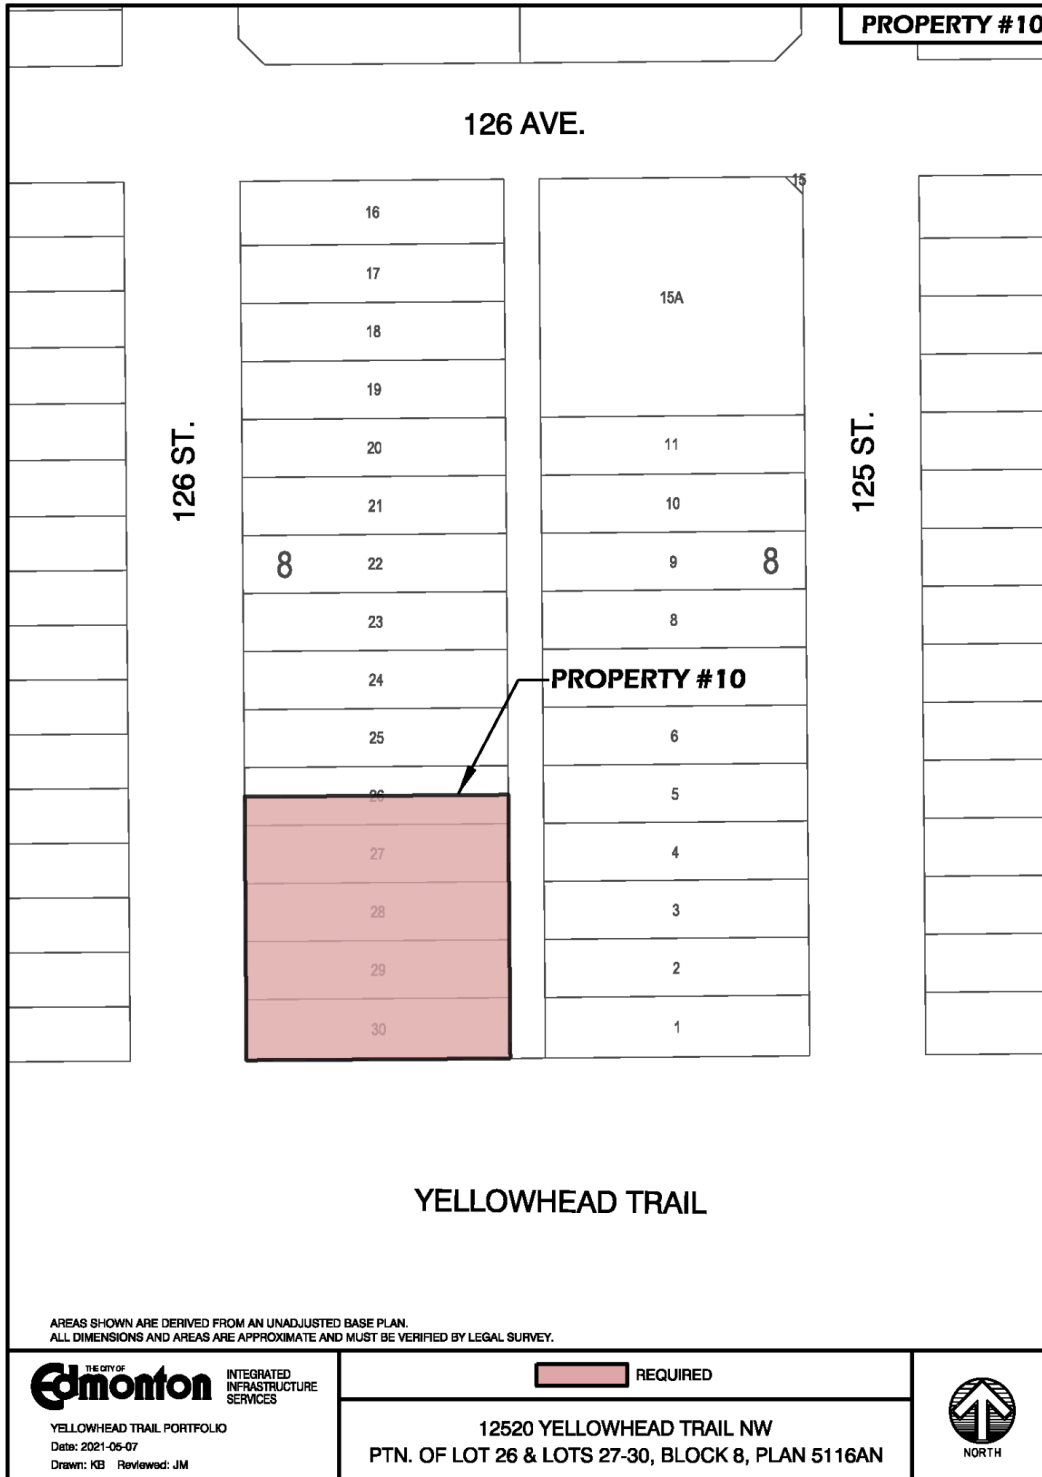 PROPERTY #10
126 AVE.
15
16
17
15A
18
19
126 ST.
125 ST.
20
11
21
10
8
22
9
8
23
8
24
PROPERTY #10
25
6
26
5
27
4
28
3
29
2
30
1
YELLOWHEAD TRAIL
AREAS SHOWN ARE DERIVED FROM AN UNADJUSTED BASE PLAN.
ALL DIMENSIONS AND AREAS ARE APPROXIMATE AND MUST BE VERIFIED BY LEGAL SURVEY.
THE CITY OF
Edmonton
INTEGRATED
INFRASTRUCTURE
SERVICES
YELLOWHEAD TRAIL PORTFOLIO
Date: 2021-05-07
Drawn: KB Reviewed: JM
REQUIRED
12520 YELLOWHEAD TRAIL NW
PTN. OF LOT 26 & LOTS 27-30, BLOCK 8, PLAN 5116AN
NORTH